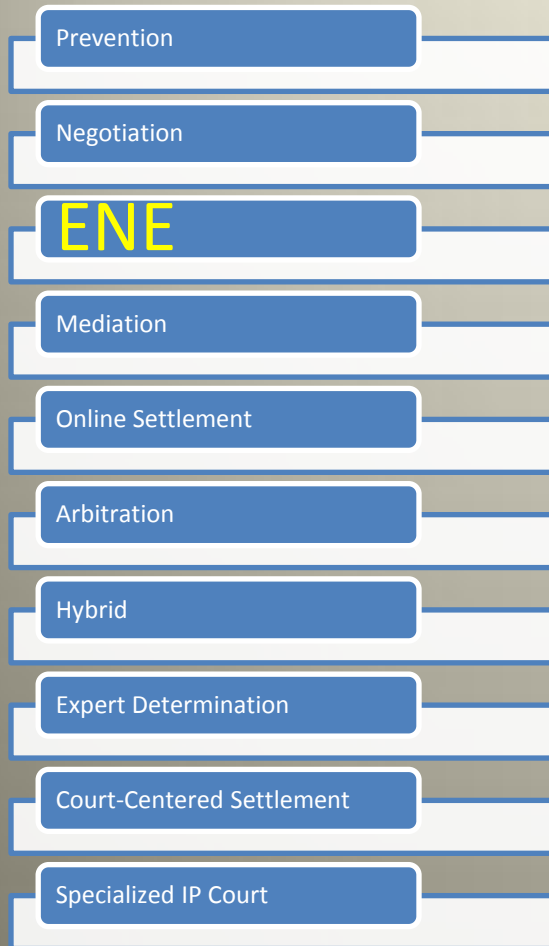 Prevention
Negotiation
ENE
Mediation
Online Settlement
Arbitration
Hybrid
Expert Determination
Court-Centered Settlement
Specialized IP Court